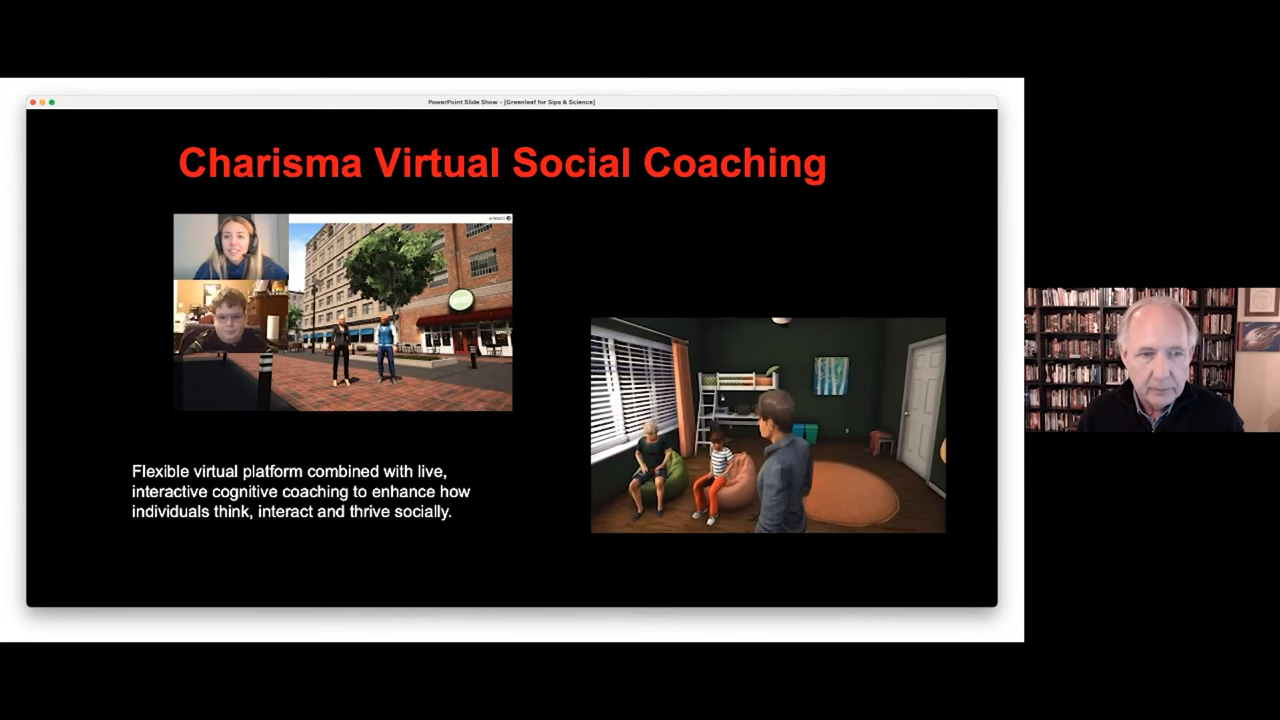 PowerPoint Slide Show - [Greenleaf for Sips & Science]
Charisma Virtual Social Coaching
Flexible virtual platform combined with live,
interactive cognitive coaching to enhance how
individuals think, interact and thrive socially.